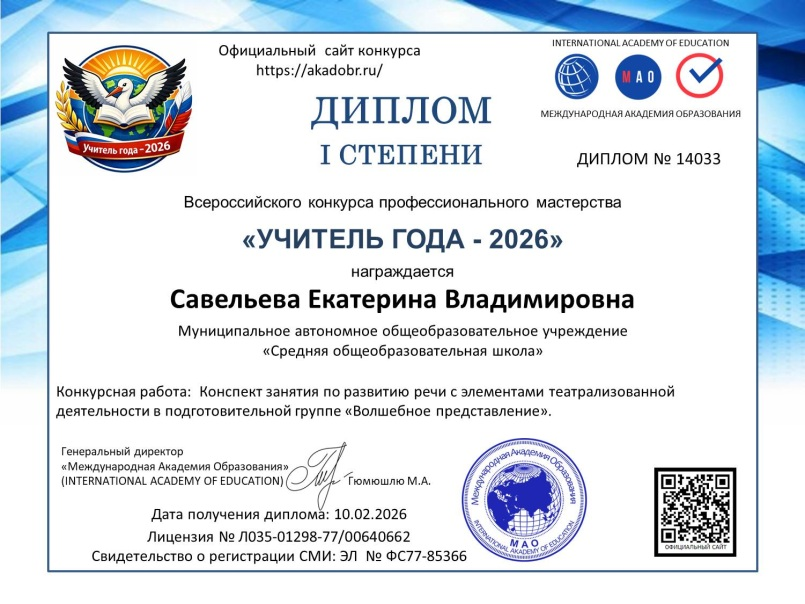 Официальный сайт конкурса
https://akadobr.ru/
INTERNATIONAL ACADEMY OF EDUCATION
МАО
МЕЖДУНАРОДНАЯ АКАДЕМИЯ ОБРАЗОВАНИЯ
Учитель года -2026
ДИПЛОМ
I СТЕПЕНИ
ДИПЛОМ № 14033
Всероссийского конкурса профессионального мастерства
«УЧИТЕЛЬ ГОДА - 2026»
награждается
Савельева Екатерина Владимировна
Муниципальное автономное общеобразовательное учреждение
«Средняя общеобразовательная школа»
Конкурсная работа: Конспект занятия по развитию речи с элементами театрализованной
деятельности в подготовительной группе «Волшебное представление».
Генеральный директор
«Международная Академия Образования»
(INTERNATIONAL ACADEMY OF EDUCATION) Гюмюшлю М.А.
Дата получения диплома: 10.02.2026
Лицензия № Л035-01298-77/00640662
Свидетельство о регистрации СМИ: ЭЛ № ФС77-85366
Международная Академия Образования
МАО
INTERNATIONAL ACADEMY OF EDUCATION
ОФИЦИАЛЬНЫЙ САЙТ